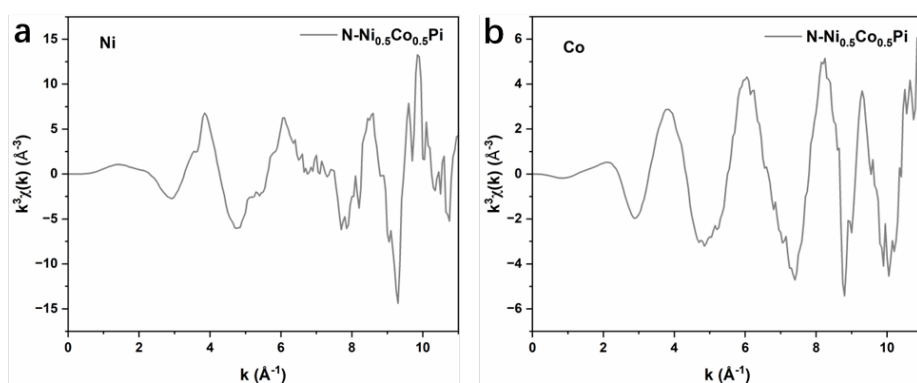 a
Ni
N-Ni₀.₅Co₀.₅Pi
15
10
5
0
−5
−10
−15
k³χ(k) (Å⁻³)
0 2 4 6 8 10
k (Å⁻¹)
b
Co
N-Ni₀.₅Co₀.₅Pi
6
4
2
0
−2
−4
−6
k³χ(k) (Å⁻³)
0 2 4 6 8 10
k (Å⁻¹)